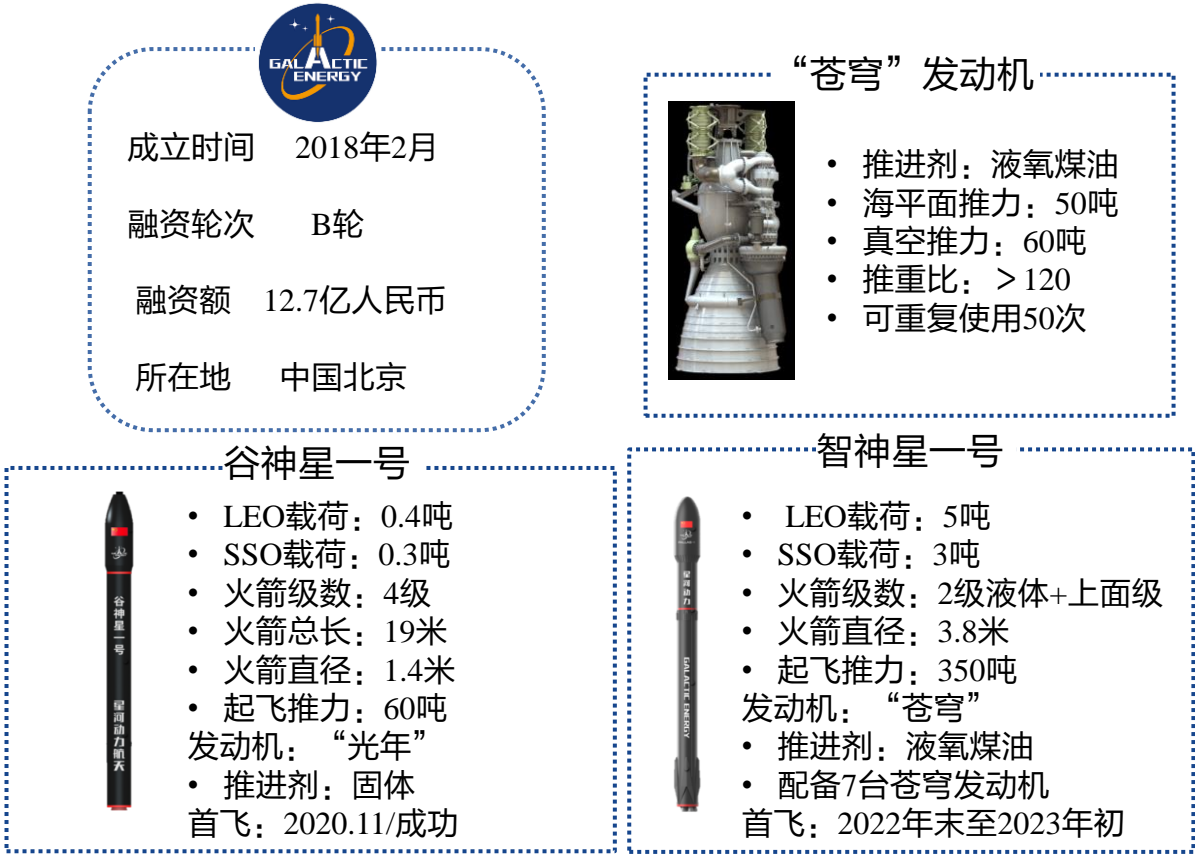 GALACTIC
ENERGY
成立时间 2018年2月
融资轮次 B轮
融资额 12.7亿人民币
所在地 中国北京
“苍穹”发动机
• 推进剂：液氧煤油
• 海平面推力：50吨
• 真空推力：60吨
• 推重比：＞120
• 可重复使用50次
谷神星一号
• LEO载荷：0.4吨
• SSO载荷：0.3吨
• 火箭级数：4级
• 火箭总长：19米
• 火箭直径：1.4米
• 起飞推力：60吨
发动机：“光年”
• 推进剂：固体
首飞：2020.11/成功
谷神星一号
星河动力航天
智神星一号
• LEO载荷：5吨
• SSO载荷：3吨
• 火箭级数：2级液体+上面级
• 火箭直径：3.8米
• 起飞推力：350吨
发动机：“苍穹”
• 推进剂：液氧煤油
• 配备7台苍穹发动机
首飞：2022年末至2023年初
星河动力
GALACTIC ENERGY